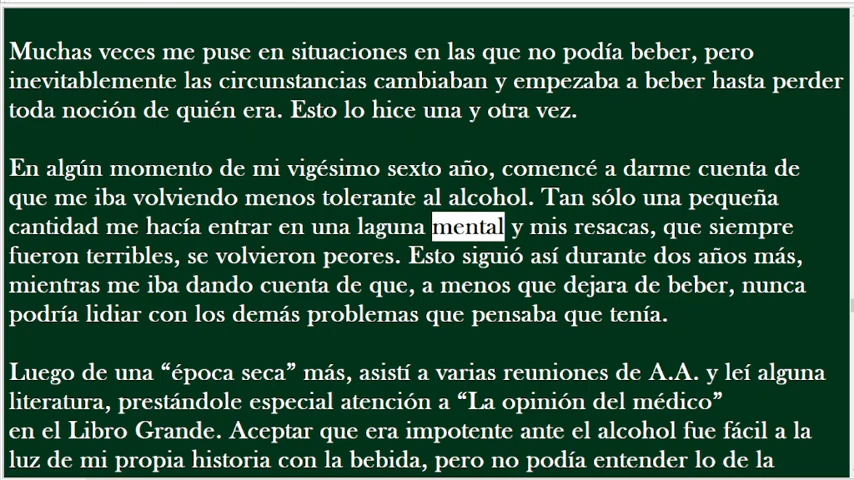 Muchas veces me puse en situaciones en las que no podía beber, pero
inevitablemente las circunstancias cambiaban y empezaba a beber hasta perder
toda noción de quién era. Esto lo hice una y otra vez.
En algún momento de mi vigésimo sexto año, comencé a darme cuenta de
que me iba volviendo menos tolerante al alcohol. Tan sólo una pequeña
cantidad me hacía entrar en una laguna mental y mis resacas, que siempre
fueron terribles, se volvieron peores. Esto siguió así durante dos años más,
mientras me iba dando cuenta de que, a menos que dejara de beber, nunca
podría lidiar con los demás problemas que pensaba que tenía.
Luego de una “época seca” más, asistí a varias reuniones de A.A. y leí alguna
literatura, prestándole especial atención a “La opinión del médico”
en el Libro Grande. Aceptar que era impotente ante el alcohol fue fácil a la
luz de mi propia historia con la bebida, pero no podía entender lo de la